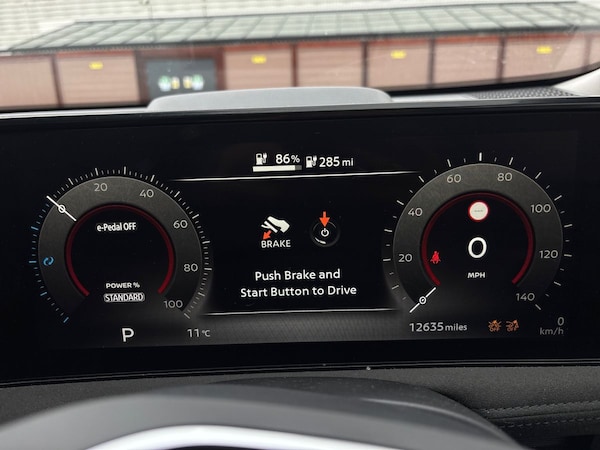 86% 285 mi
20 40 60 80 100
e-Pedal OFF
POWER %
STANDARD
BRAKE
Push Brake and
Start Button to Drive
20 40 60 80 100 120 140
0
MPH
P 11°C
12635 miles
0
km/h